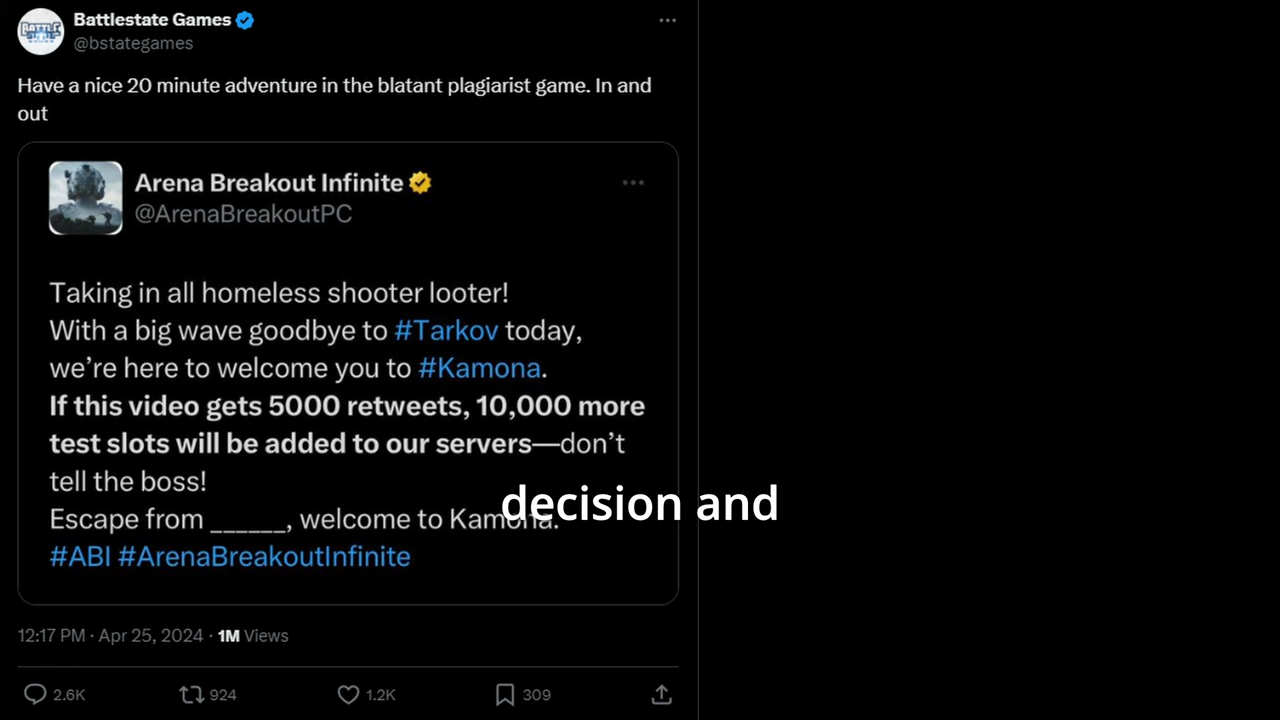 Battlestate Games
@bstategames
Have a nice 20 minute adventure in the blatant plagiarist game. In and
out
Arena Breakout Infinite
@ArenaBreakoutPC
Taking in all homeless shooter looter!
With a big wave goodbye to #Tarkov today,
we’re here to welcome you to #Kamona.
If this video gets 5000 retweets, 10,000 more
test slots will be added to our servers—don’t
tell the boss!
decision and
Escape from ______, welcome to Kamona.
#ABI #ArenaBreakoutInfinite
12:17 PM · Apr 25, 2024 · 1M Views
2.6K 924 1.2K 309